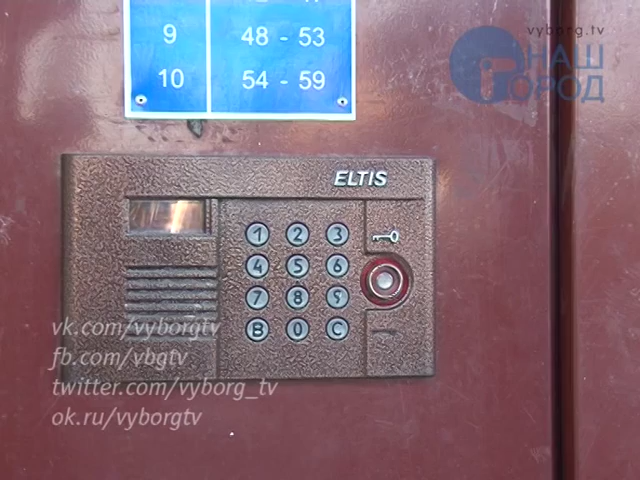 vyborg.tv
НАШ
ГОРОД
9 48 - 53
10 54 - 59
ELTIS
1 2 3
4 5 6
7 8 9
B 0 C
vk.com/vyborgtv
fb.com/vbgtv
twitter.com/vyborg_tv
ok.ru/vyborgtv